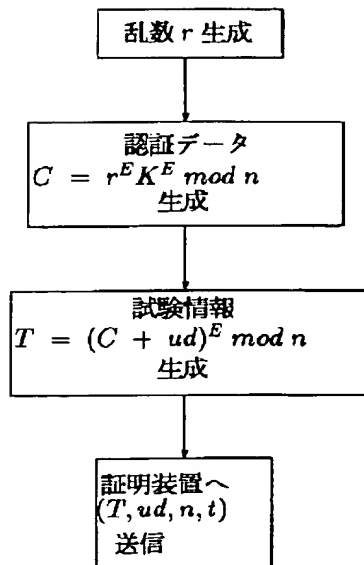 乱数 r 生成
認証データ
C = r^E K^E mod n
生成
試験情報
T = (C + ud)^E mod n
生成
証明装置へ
(T, ud, n, t)
送信